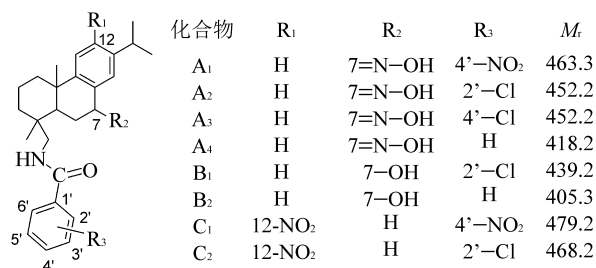 R₁
12
7
R₂
HN
C
O
1'
6'
2'
5'
R₃
3'
4'
化合物 R₁ R₂ R₃ Mr
A₁ H 7=N−OH 4'−NO₂ 463.3
A₂ H 7=N−OH 2'−Cl 452.2
A₃ H 7=N−OH 4'−Cl 452.2
A₄ H 7=N−OH H 418.2
B₁ H 7−OH 2'−Cl 439.2
B₂ H 7−OH H 405.3
C₁ 12-NO₂ H 4'−NO₂ 479.2
C₂ 12-NO₂ H 2'−Cl 468.2